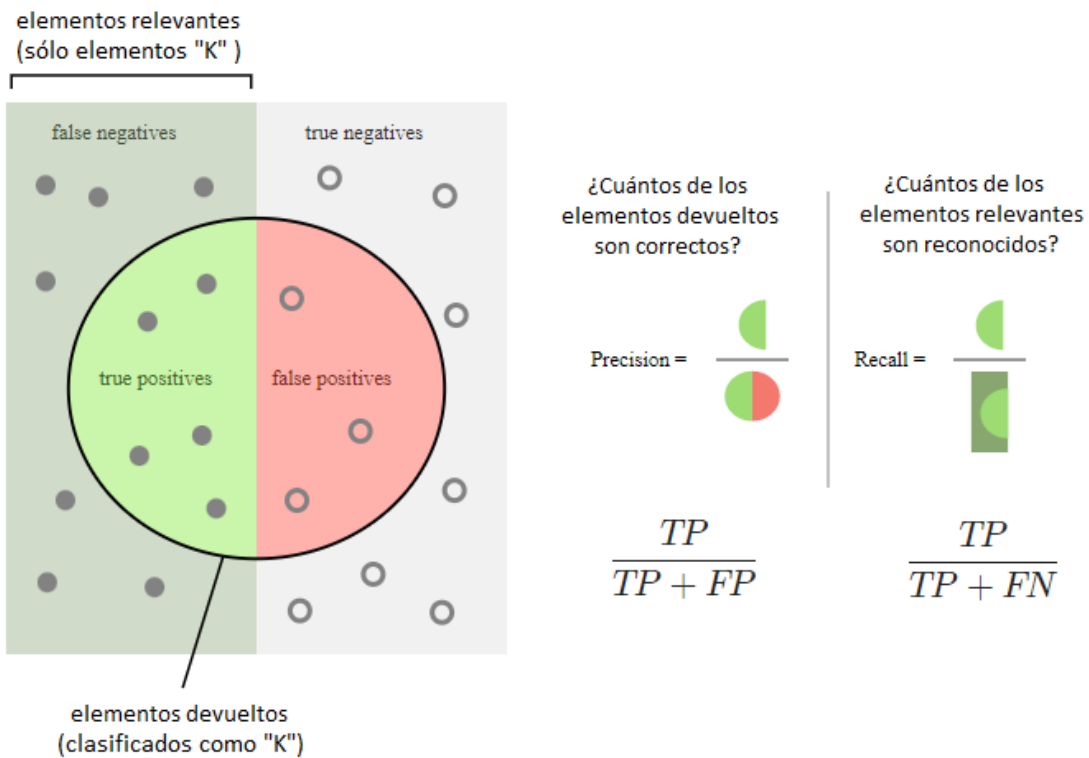 elementos relevantes
(sólo elementos "K" )
false negatives
true negatives
true positives
false positives
elementos devueltos
(clasificados como "K")
¿Cuántos de los
elementos devueltos
son correctos?
Precision =
TP
TP + FP
¿Cuántos de los
elementos relevantes
son reconocidos?
Recall =
TP
TP + FN